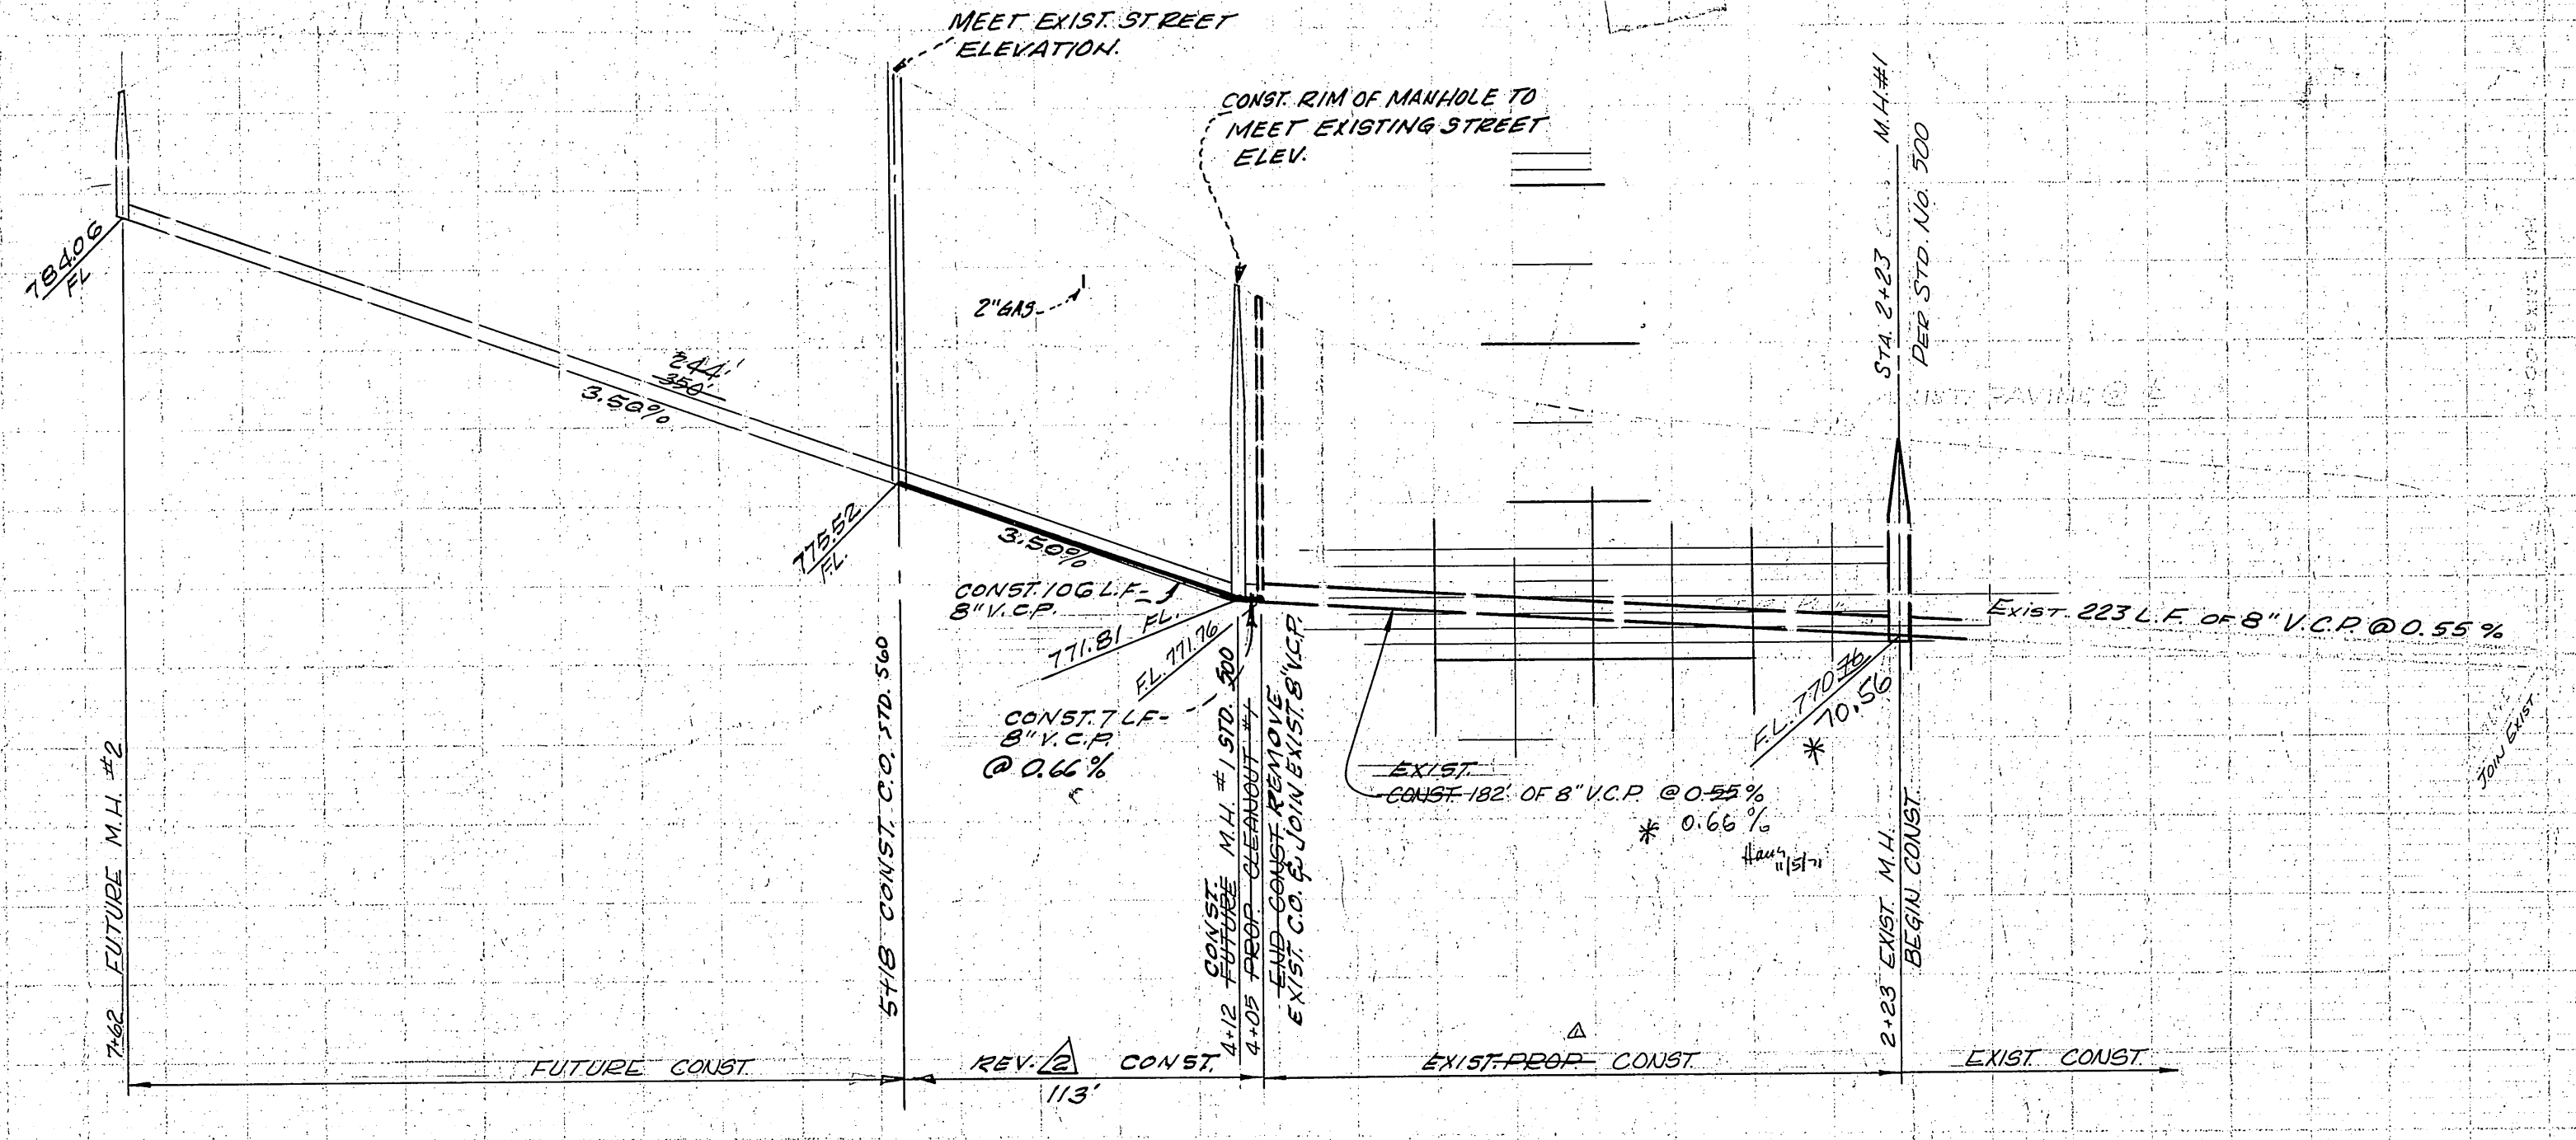 MEET EXIST. STREET
ELEVATION.
CONST. RIM OF MANHOLE TO
MEET EXISTING STREET
ELEV.
M.H.#1
STA. 2+23
PER STD. NO. 500
784.06
FL
2"GAS
244'
350'
3.50%
775.52
FL.
3.50%
CONST. 106 L.F.-
8" V.C.P.
771.81 FL.
F.L. 771.76
CONST. 7 LF-
8" V.C.P.
@ 0.66 %
EXIST. 223 L.F. OF 8" V.C.P. @ 0.55 %
F.L. 770.76
* 70.56
EXIST.
CONST 182' OF 8" V.C.P. @ 0.55%
* 0.66 %
11/5/71
JOIN EXIST
7+62 FUTURE M.H. #2
5+18 CONST. C.O. STD. 560
CONST.
4+12 FUTURE M.H. #1 STD. 500
4+05 PROP CLEANOUT #1
END CONST REMOVE
EXIST. C.O. & JOIN EXIST. 8" V.C.P.
2+23 EXIST. M.H.
BEGIN CONST.
FUTURE CONST.
REV. 2 CONST.
113'
EXIST. PROP CONST.
EXIST CONST.